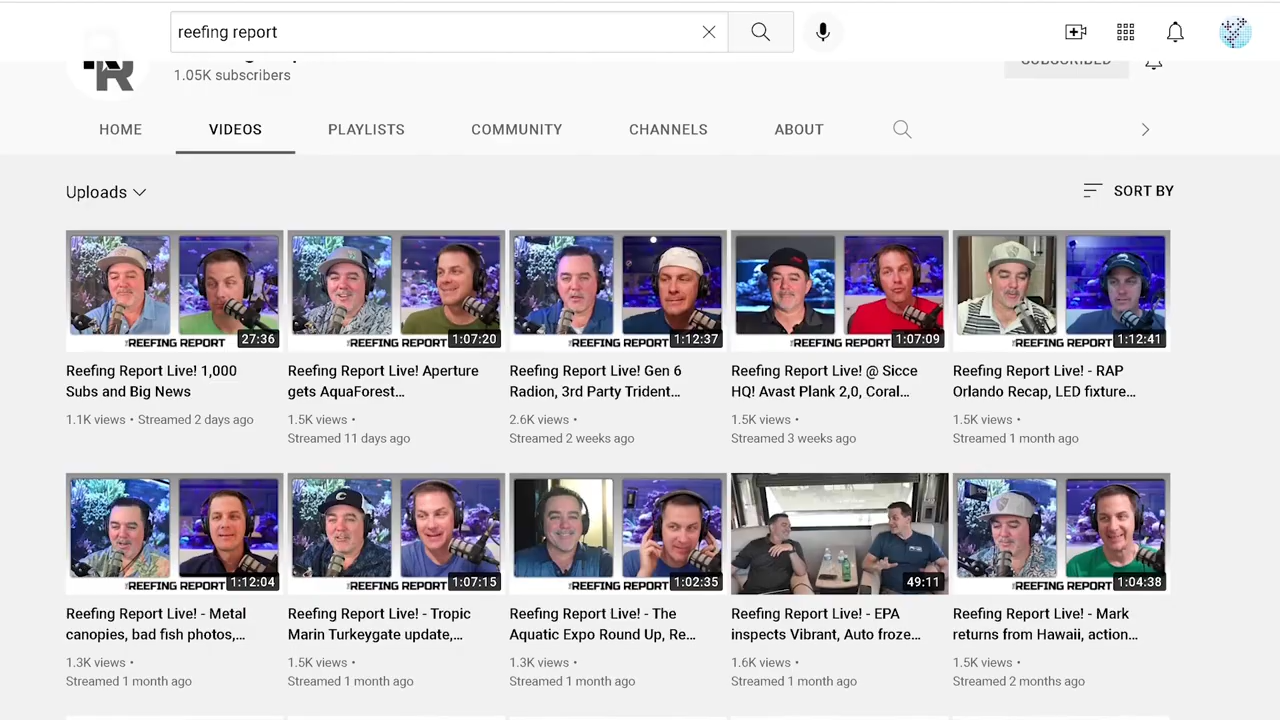 reefing report
1.05K subscribers
SUBSCRIBED
HOME
VIDEOS
PLAYLISTS
COMMUNITY
CHANNELS
ABOUT
Uploads
SORT BY
REEFING REPORT
27:36
REEFING REPORT
1:07:20
REEFING REPORT
1:12:37
REEFING REPORT
1:07:09
REEFING REPORT
1:12:41
Reefing Report Live! 1,000
Subs and Big News
1.1K views • Streamed 2 days ago
Reefing Report Live! Aperture
gets AquaForest...
1.5K views •
Streamed 11 days ago
Reefing Report Live! Gen 6
Radion, 3rd Party Trident...
2.6K views •
Streamed 2 weeks ago
Reefing Report Live! @ Sicce
HQ! Avast Plank 2,0, Coral...
1.5K views •
Streamed 3 weeks ago
Reefing Report Live! - RAP
Orlando Recap, LED fixture...
1.5K views •
Streamed 1 month ago
REEFING REPORT
1:12:04
REEFING REPORT
1:07:15
REEFING REPORT
1:02:35
49:11
REEFING REPORT
1:04:38
Reefing Report Live! - Metal
canopies, bad fish photos,...
1.3K views •
Streamed 1 month ago
Reefing Report Live! - Tropic
Marin Turkeygate update,...
1.5K views •
Streamed 1 month ago
Reefing Report Live! - The
Aquatic Expo Round Up, Re...
1.3K views •
Streamed 1 month ago
Reefing Report Live! - EPA
inspects Vibrant, Auto froze...
1.6K views •
Streamed 1 month ago
Reefing Report Live! - Mark
returns from Hawaii, action...
1.5K views •
Streamed 2 months ago